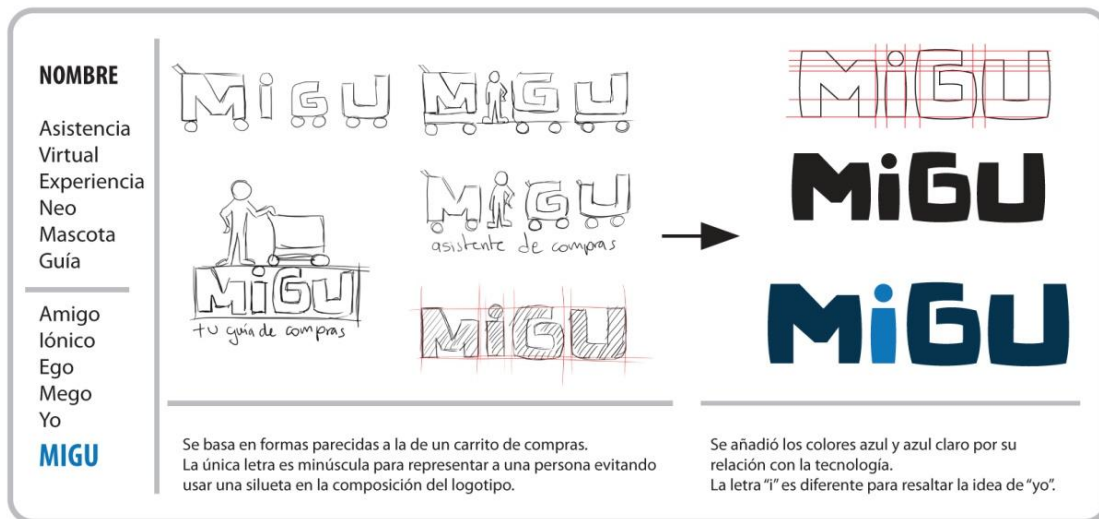 NOMBRE
Asistencia
Virtual
Experiencia
Neo
Mascota
Guía
Amigo
Iónico
Ego
Mego
Yo
MIGU
MiGU
MiGU
MiGU
tu guía de compras
MiGU
asistente de compras
MiGU
Se basa en formas parecidas a la de un carrito de compras.
La única letra es minúscula para representar a una persona evitando
usar una silueta en la composición del logotipo.
MiGU
MiGU
MiGU
Se añadió los colores azul y azul claro por su
relación con la tecnología.
La letra “i” es diferente para resaltar la idea de “yo”.